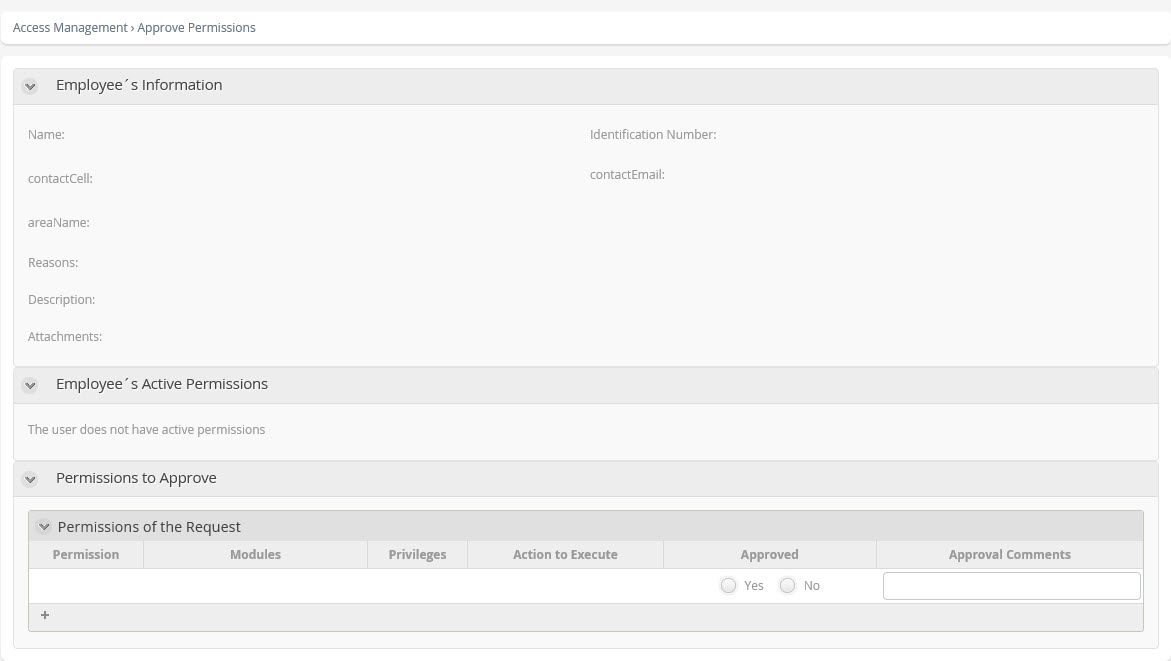 Access Management › Approve Permissions
Employee´s Information
Name:
Identification Number:
contactCell:
contactEmail:
areaName:
Reasons:
Description:
Attachments:
Employee´s Active Permissions
The user does not have active permissions
Permissions to Approve
Permissions of the Request
Permission Modules Privileges Action to Execute Approved Approval Comments
Yes No
+